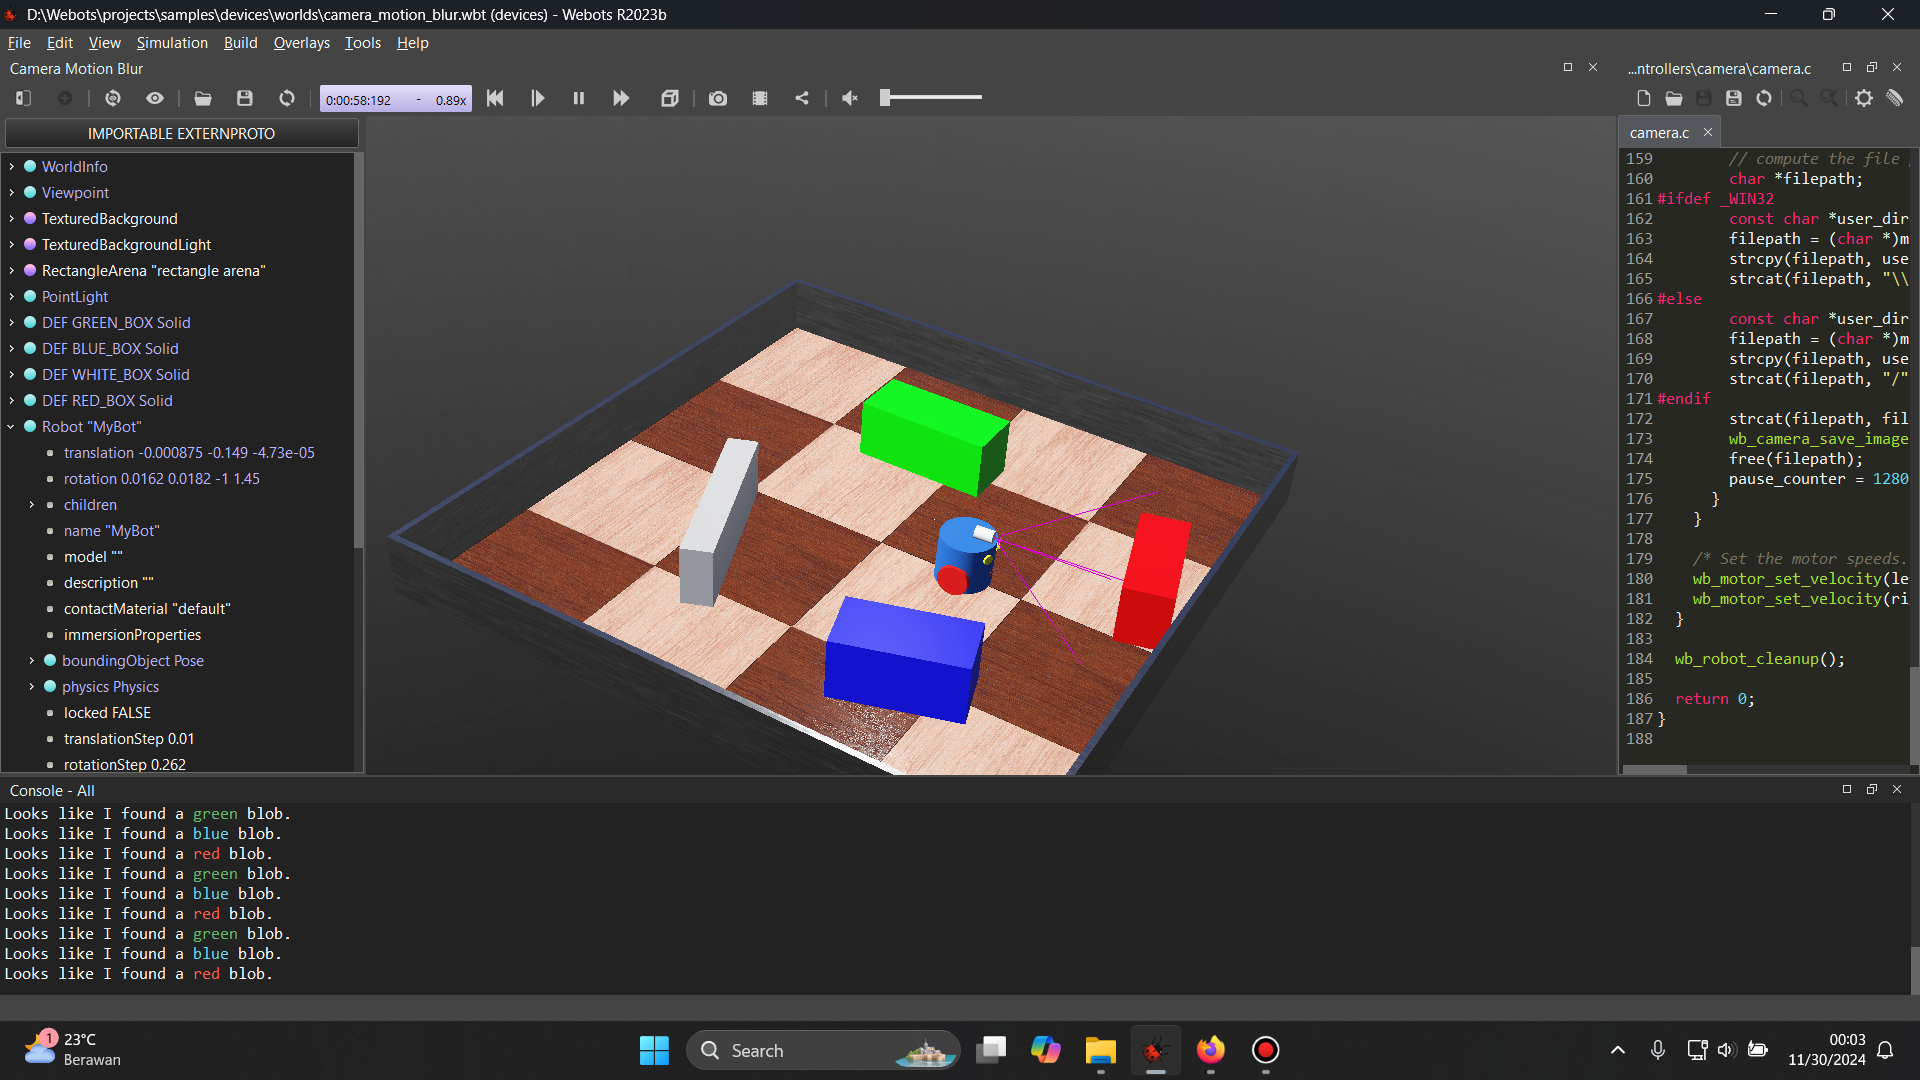 D:\Webots\projects\samples\devices\worlds\camera_motion_blur.wbt (devices) - Webots R2023b
File Edit View Simulation Build Overlays Tools Help
Camera Motion Blur
0:00:58:192 - 0.89x
IMPORTABLE EXTERNPROTO
WorldInfo
Viewpoint
TexturedBackground
TexturedBackgroundLight
RectangleArena "rectangle arena"
PointLight
DEF GREEN_BOX Solid
DEF BLUE_BOX Solid
DEF WHITE_BOX Solid
DEF RED_BOX Solid
Robot "MyBot"
translation -0.000875 -0.149 -4.73e-05
rotation 0.0162 0.0182 -1 1.45
children
name "MyBot"
model ""
description ""
contactMaterial "default"
immersionProperties
boundingObject Pose
physics Physics
locked FALSE
translationStep 0.01
rotationStep 0.262
...ntrollers\camera\camera.c
camera.c
159 // compute the file
160 char *filepath;
161 #ifdef _WIN32
162 const char *user_dir
163 filepath = (char *)m
164 strcpy(filepath, use
165 strcat(filepath, "\\
166 #else
167 const char *user_dir
168 filepath = (char *)m
169 strcpy(filepath, use
170 strcat(filepath, "/"
171 #endif
172 strcat(filepath, fil
173 wb_camera_save_image
174 free(filepath);
175 pause_counter = 1280
176 }
177 }
178
179 /* Set the motor speeds.
180 wb_motor_set_velocity(le
181 wb_motor_set_velocity(ri
182 }
183
184 wb_robot_cleanup();
185
186 return 0;
187 }
188
Console - All
Looks like I found a green blob.
Looks like I found a blue blob.
Looks like I found a red blob.
Looks like I found a green blob.
Looks like I found a blue blob.
Looks like I found a red blob.
Looks like I found a green blob.
Looks like I found a blue blob.
Looks like I found a red blob.
1
23°C
Berawan
Search
00:03
11/30/2024